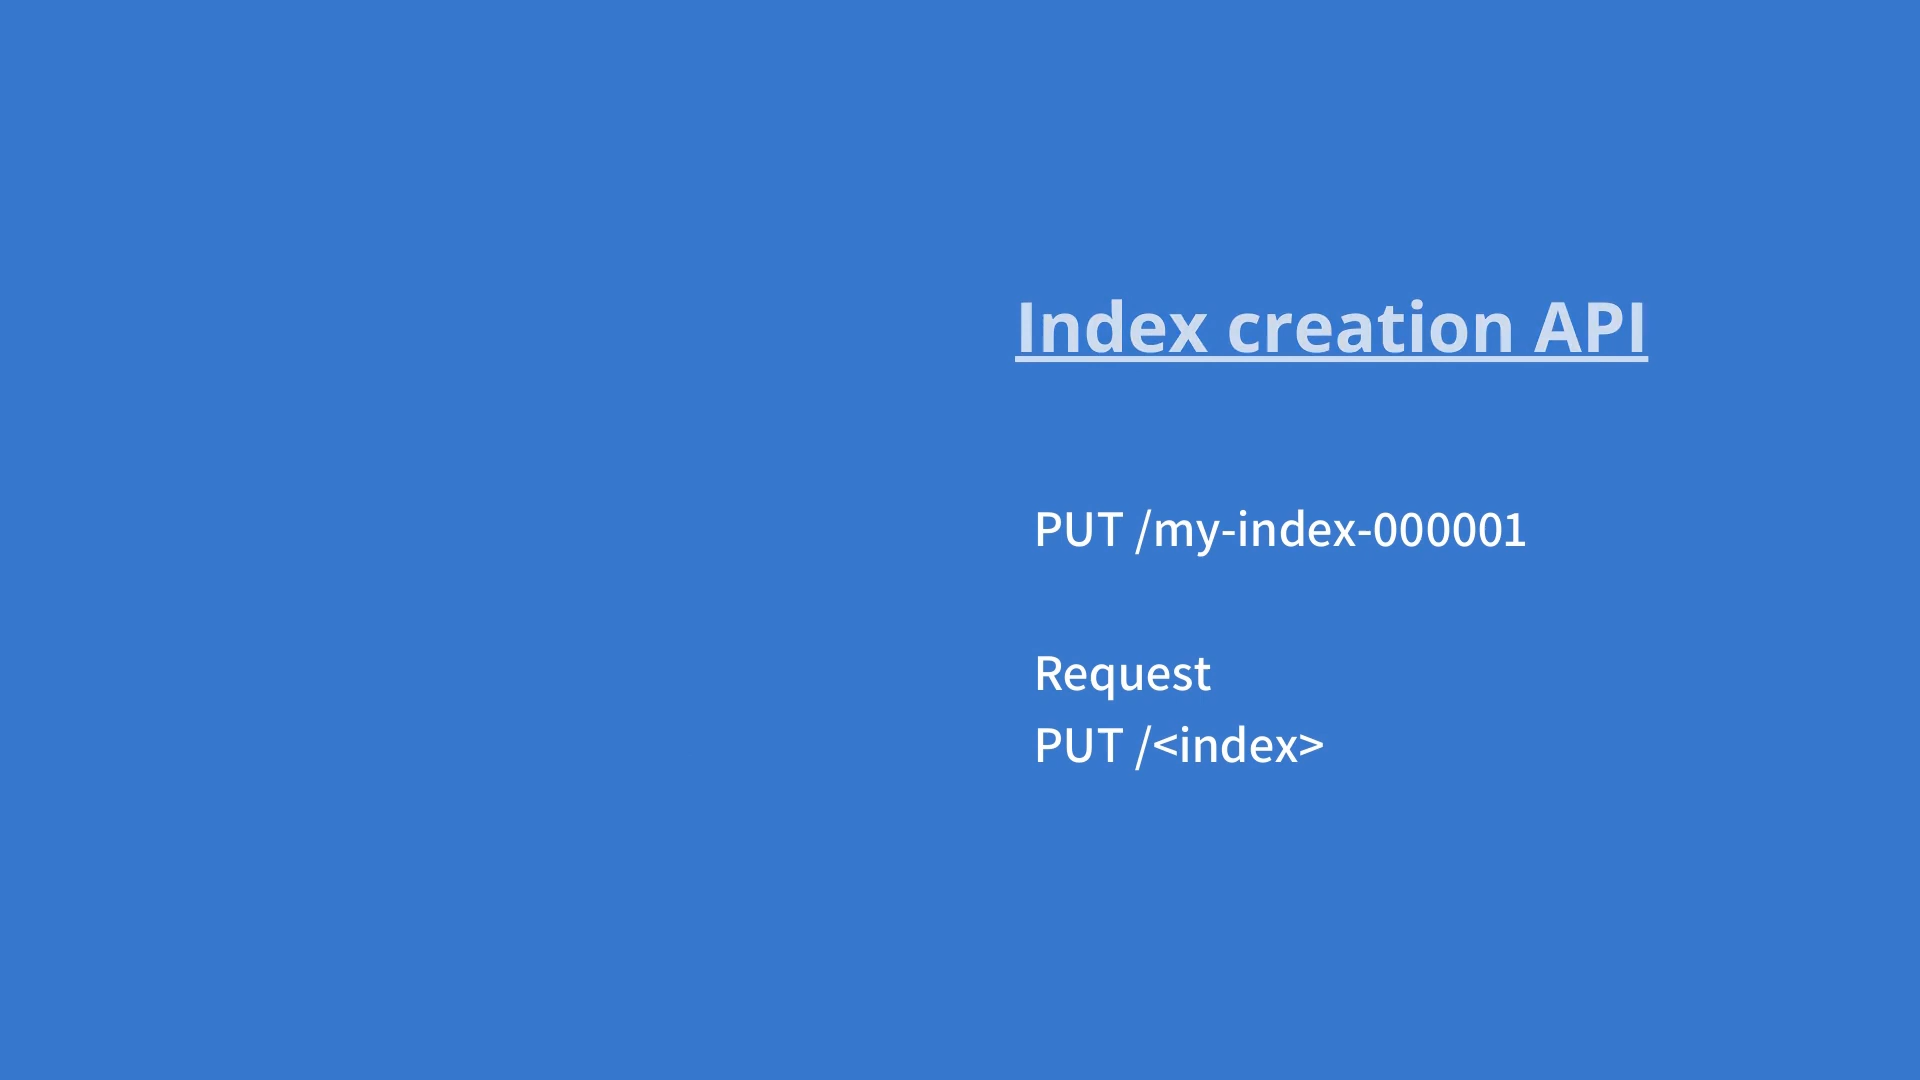 Index creation API
PUT /my-index-000001
Request
PUT /<index>